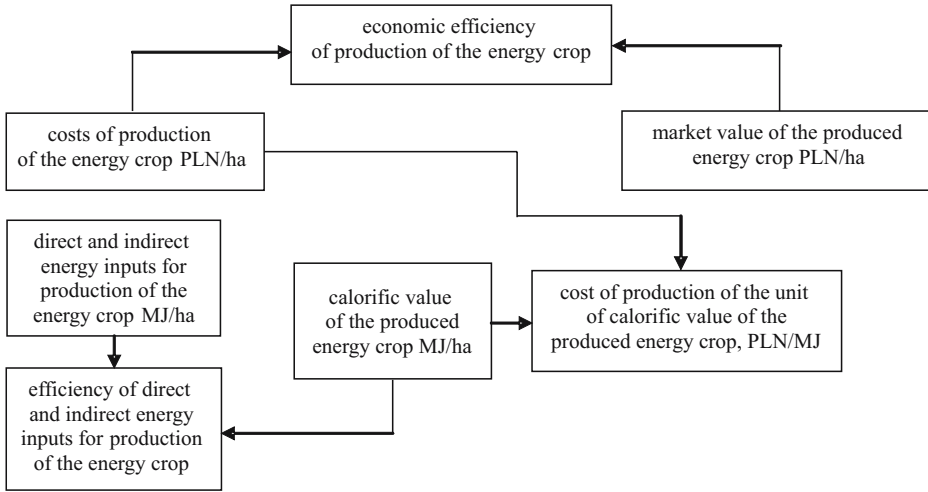 economic efficiency
of production of the energy crop
costs of production
of the energy crop PLN/ha
market value of the produced
energy crop PLN/ha
direct and indirect
energy inputs for
production of the
energy crop MJ/ha
calorific value
of the produced
energy crop MJ/ha
cost of production of the unit
of calorific value of the
produced energy crop, PLN/MJ
efficiency of direct
and indirect energy
inputs for production
of the energy crop